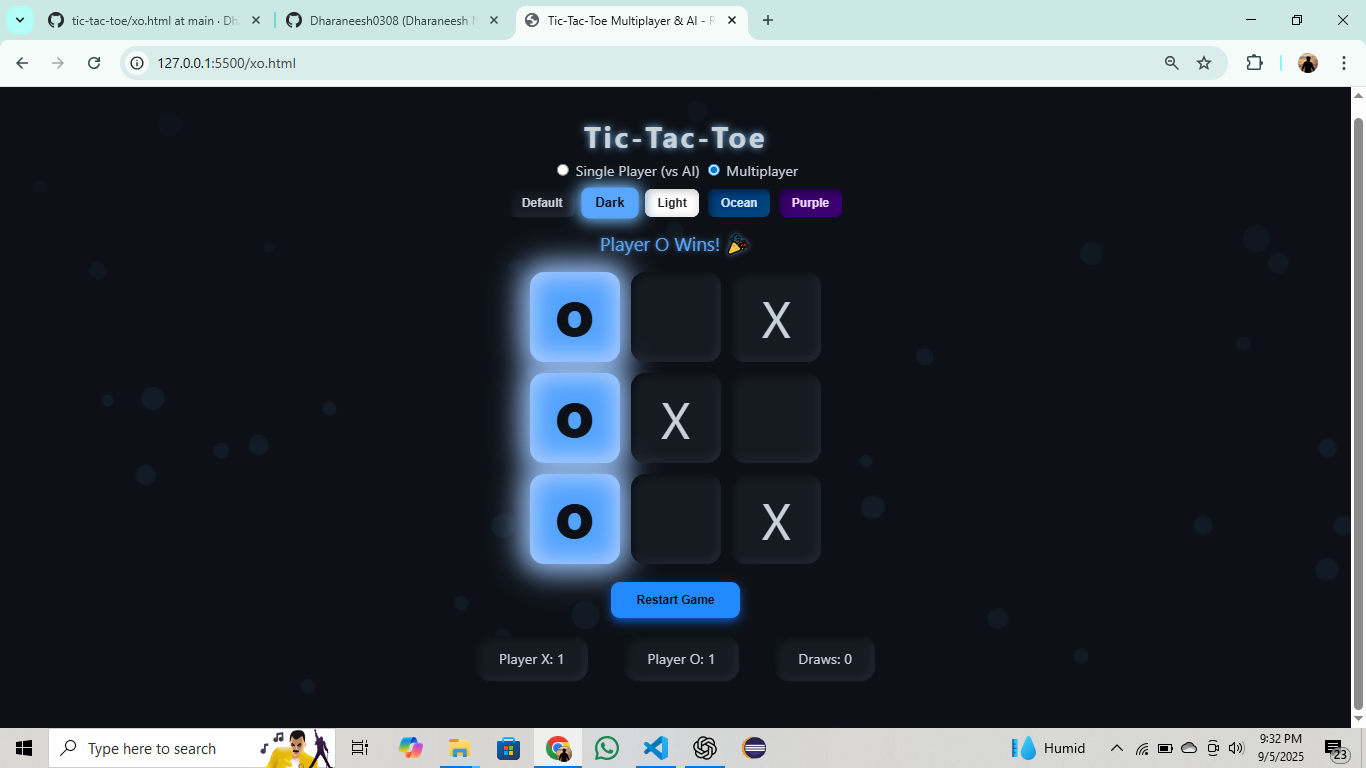 tic-tac-toe/xo.html at main · Dh
Dharaneesh0308 (Dharaneesh M
Tic-Tac-Toe Multiplayer & AI - R
127.0.0.1:5500/xo.html
Tic-Tac-Toe
Single Player (vs AI) Multiplayer
Default Dark Light Ocean Purple
Player O Wins! 🎉
O X
O X
O X
Restart Game
Player X: 1 Player O: 1 Draws: 0
Type here to search
Humid
9:32 PM
9/5/2025
23